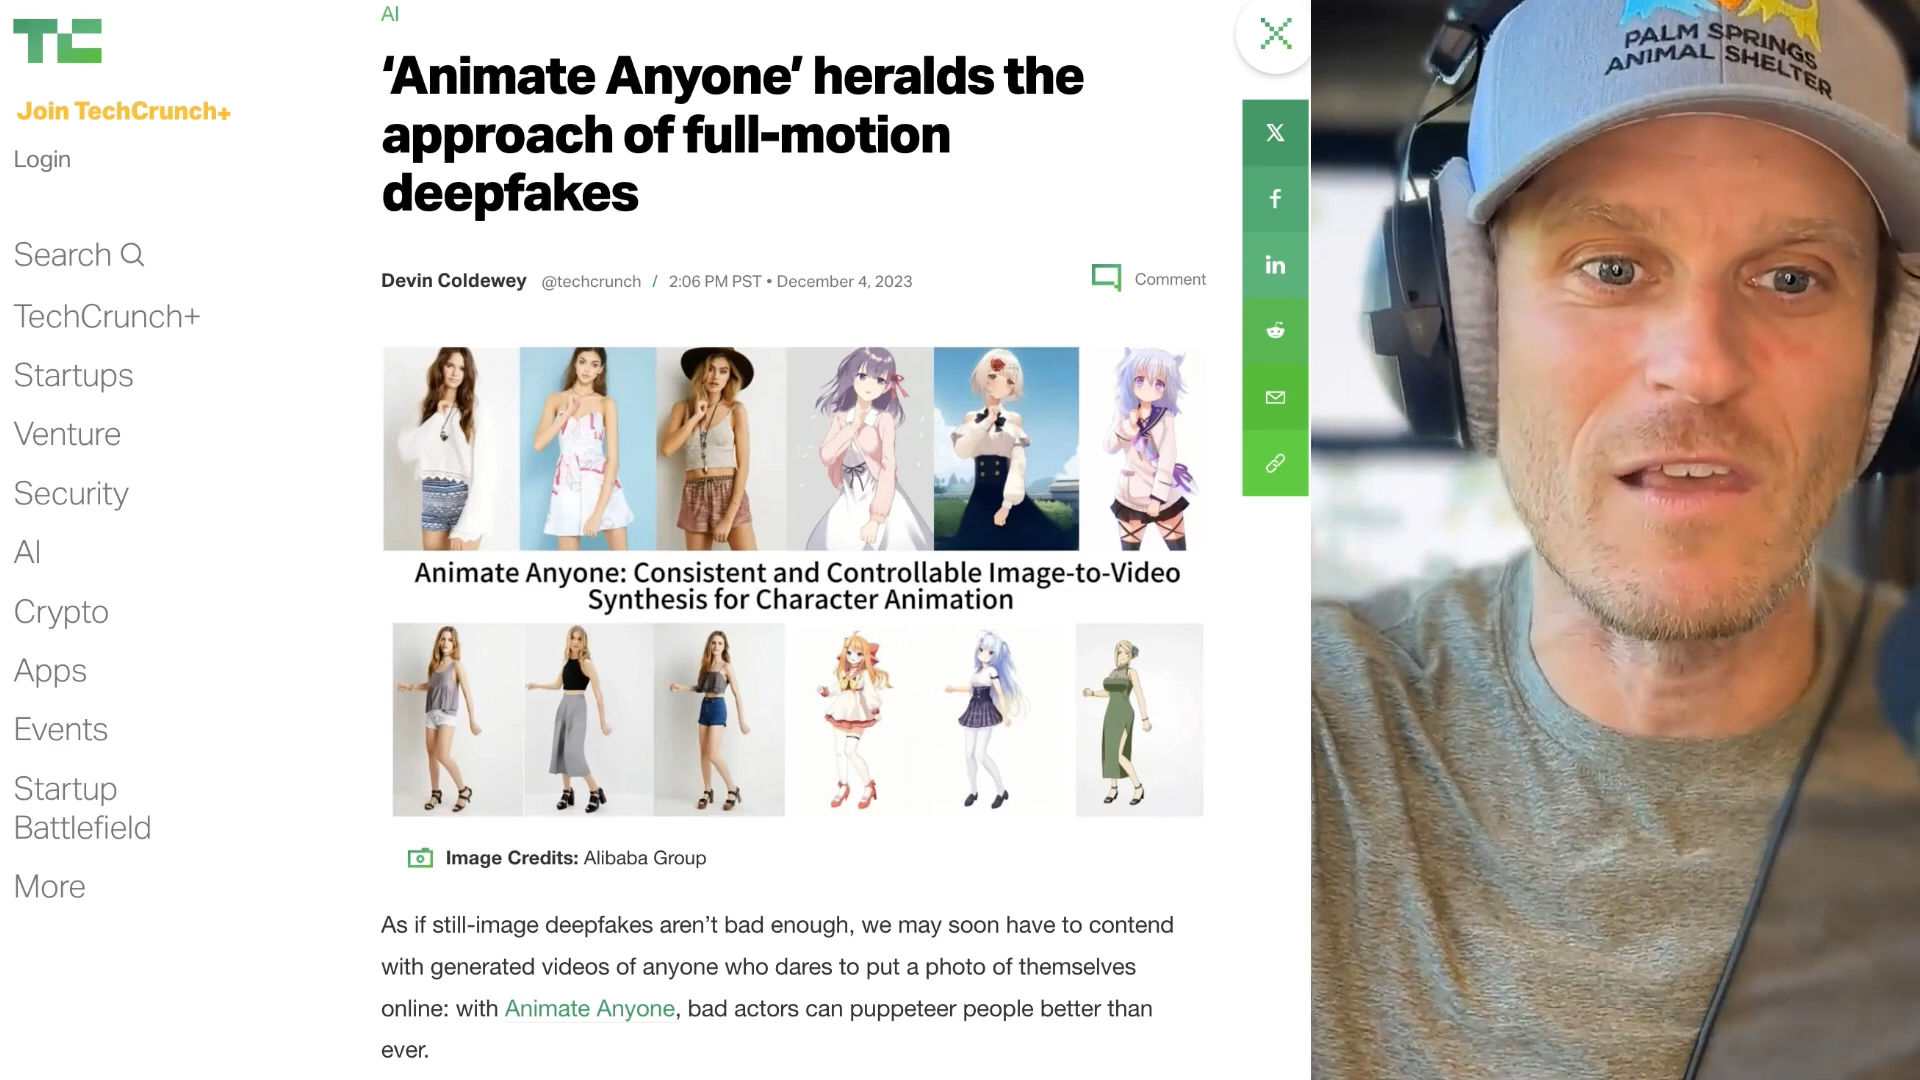 TC
Join TechCrunch+
Login
Search
TechCrunch+
Startups
Venture
Security
AI
Crypto
Apps
Events
Startup
Battlefield
More
AI
‘Animate Anyone’ heralds the
approach of full-motion
deepfakes
Devin Coldewey @techcrunch / 2:06 PM PST • December 4, 2023
Comment
Animate Anyone: Consistent and Controllable Image-to-Video
Synthesis for Character Animation
Image Credits: Alibaba Group
As if still-image deepfakes aren’t bad enough, we may soon have to contend
with generated videos of anyone who dares to put a photo of themselves
online: with Animate Anyone, bad actors can puppeteer people better than
ever.
X
f
in
PALM SPRINGS
ANIMAL SHELTER